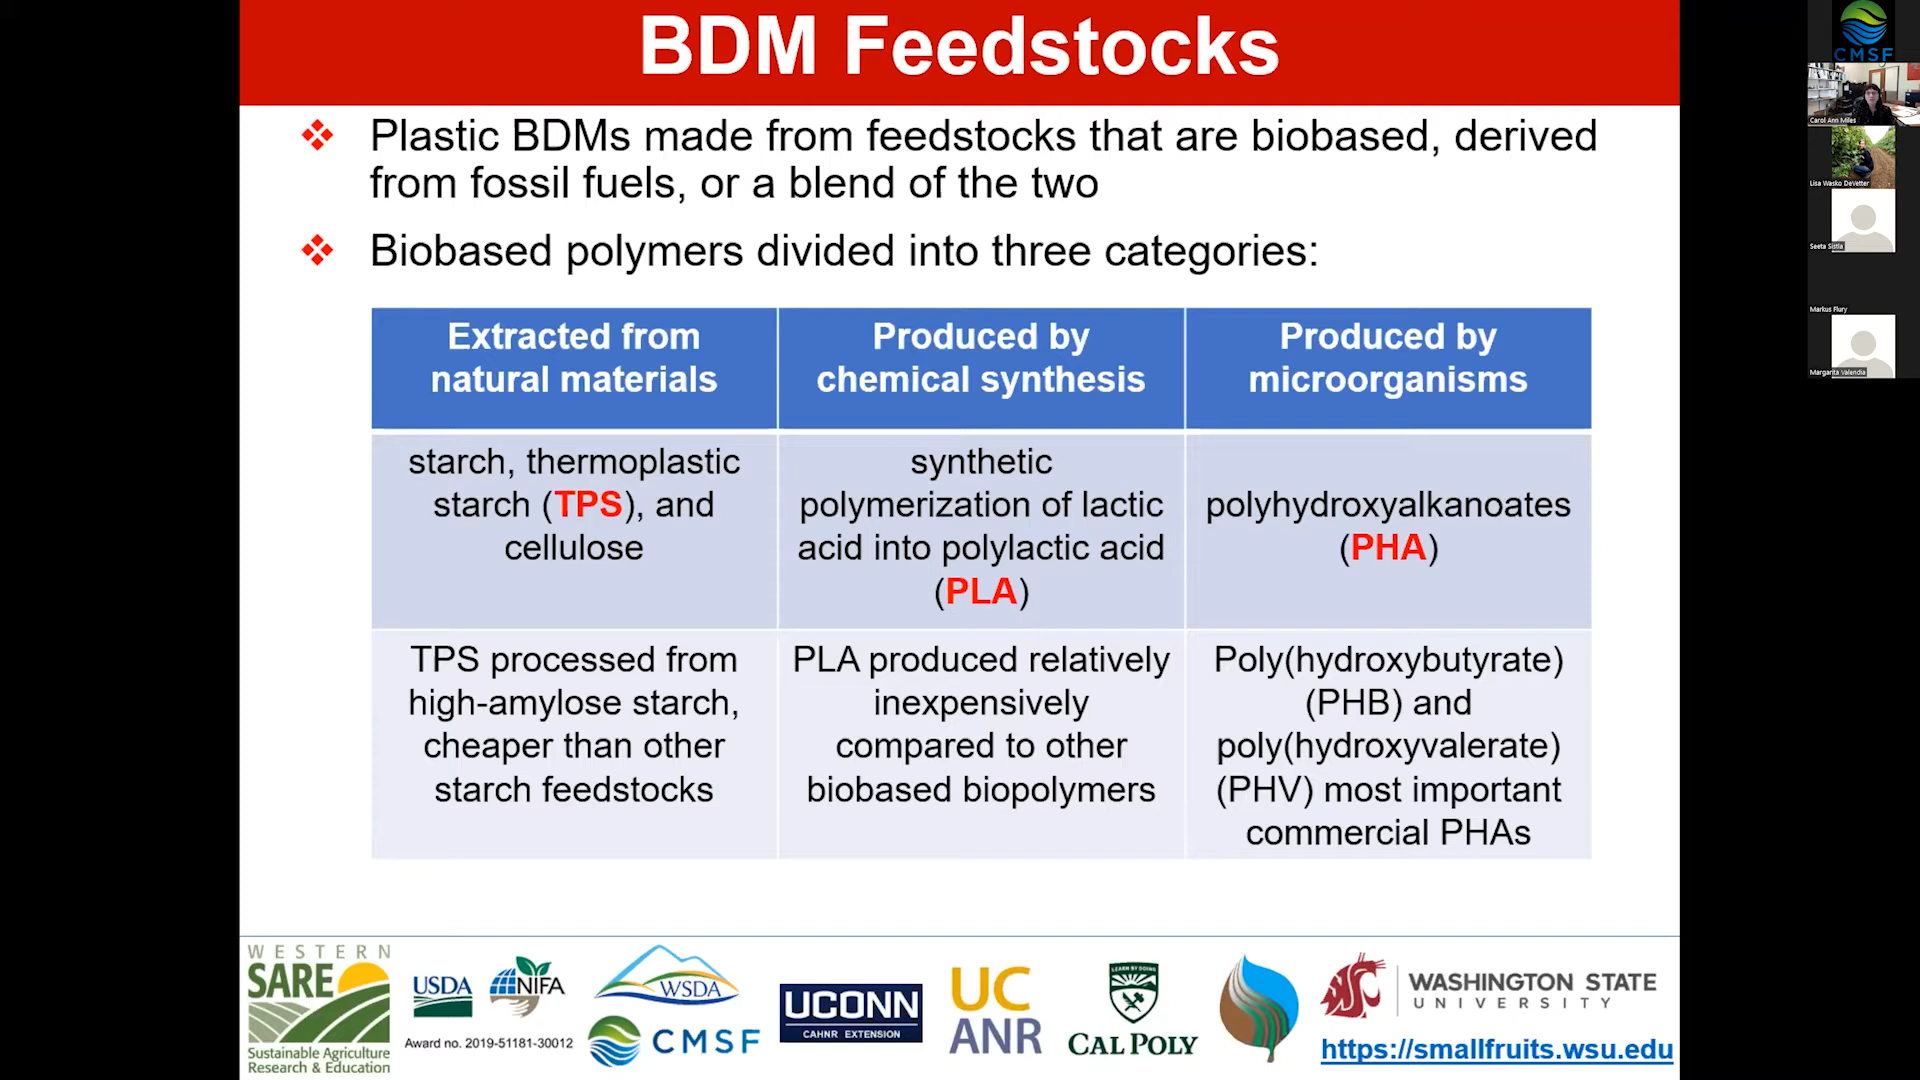 BDM Feedstocks
Plastic BDMs made from feedstocks that are biobased, derived
from fossil fuels, or a blend of the two
Biobased polymers divided into three categories:
Extracted from
natural materials
Produced by
chemical synthesis
Produced by
microorganisms
starch, thermoplastic
starch (TPS), and
cellulose
synthetic
polymerization of lactic
acid into polylactic acid
(PLA)
polyhydroxyalkanoates
(PHA)
TPS processed from
high-amylose starch,
cheaper than other
starch feedstocks
PLA produced relatively
inexpensively
compared to other
biobased biopolymers
Poly(hydroxybutyrate)
(PHB) and
poly(hydroxyvalerate)
(PHV) most important
commercial PHAs
WESTERN
SARE
Sustainable Agriculture
Research & Education
USDA
NIFA
Award no. 2019-51181-30012
WSDA
CMSF
UCONN
CAHNR EXTENSION
UC
ANR
LEARN BY DOING
CAL POLY
WASHINGTON STATE
UNIVERSITY
https://smallfruits.wsu.edu
CMSF
Carol Ann Miles
Lisa Wasko DeVetter
Seeta Sistla
Markus Flury
Margarita Velandia